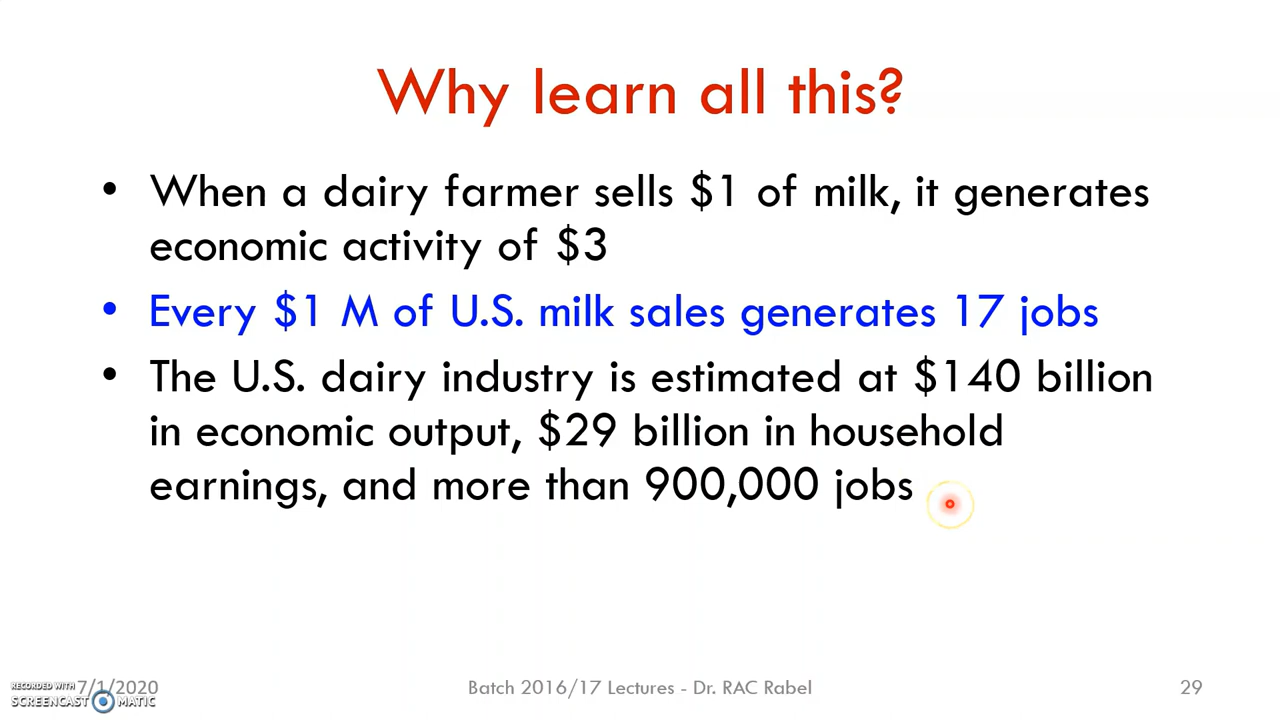 Why learn all this?
• When a dairy farmer sells $1 of milk, it generates
economic activity of $3
• Every $1 M of U.S. milk sales generates 17 jobs
• The U.S. dairy industry is estimated at $140 billion
in economic output, $29 billion in household
earnings, and more than 900,000 jobs
RECORDED WITH
SCREENCAST MATIC
7/1/2020
Batch 2016/17 Lectures - Dr. RAC Rabel
29